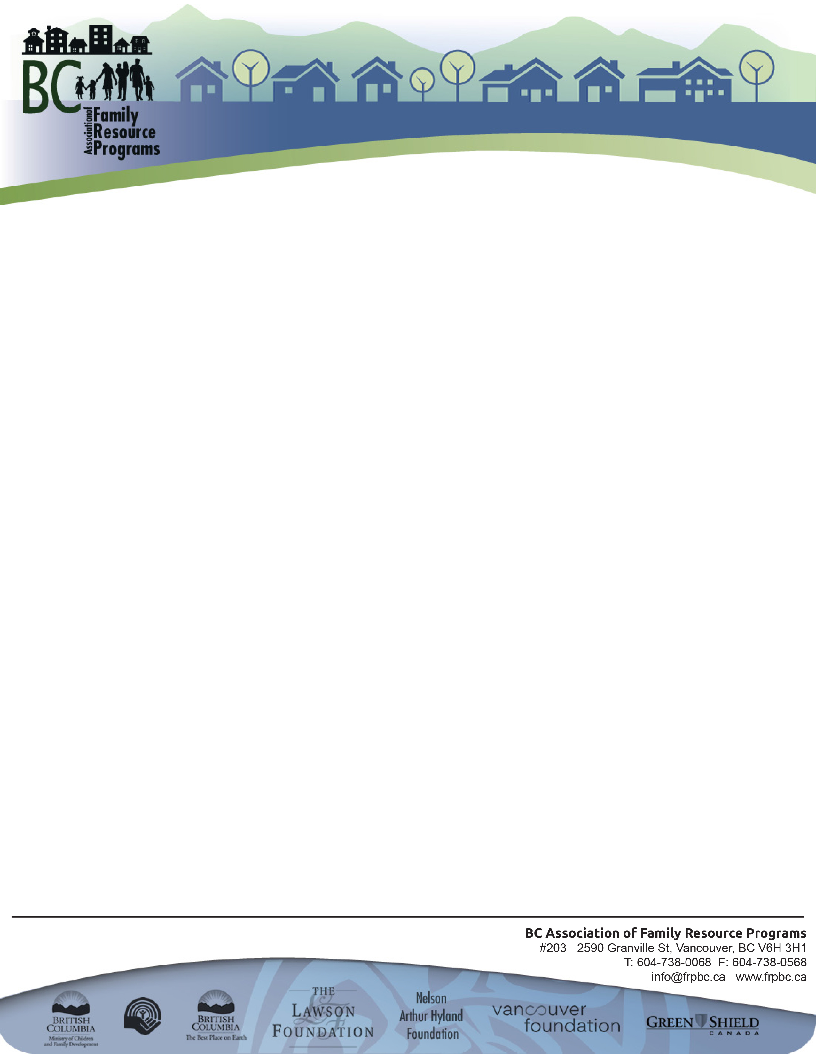 BC
Association of
Family
Resource
Programs
BC Association of Family Resource Programs
#203 2590 Granville St, Vancouver, BC V6H 3H1
T: 604-738-0068 F: 604-738-0568
info@frpbc.ca www.frpbc.ca
BRITISH
COLUMBIA
Ministry of Children
and Family Development
BRITISH
COLUMBIA
The Best Place on Earth
THE
LAWSON
FOUNDATION
Nelson
Arthur Hyland
Foundation
vancouver
foundation
GREEN SHIELD
CANADA